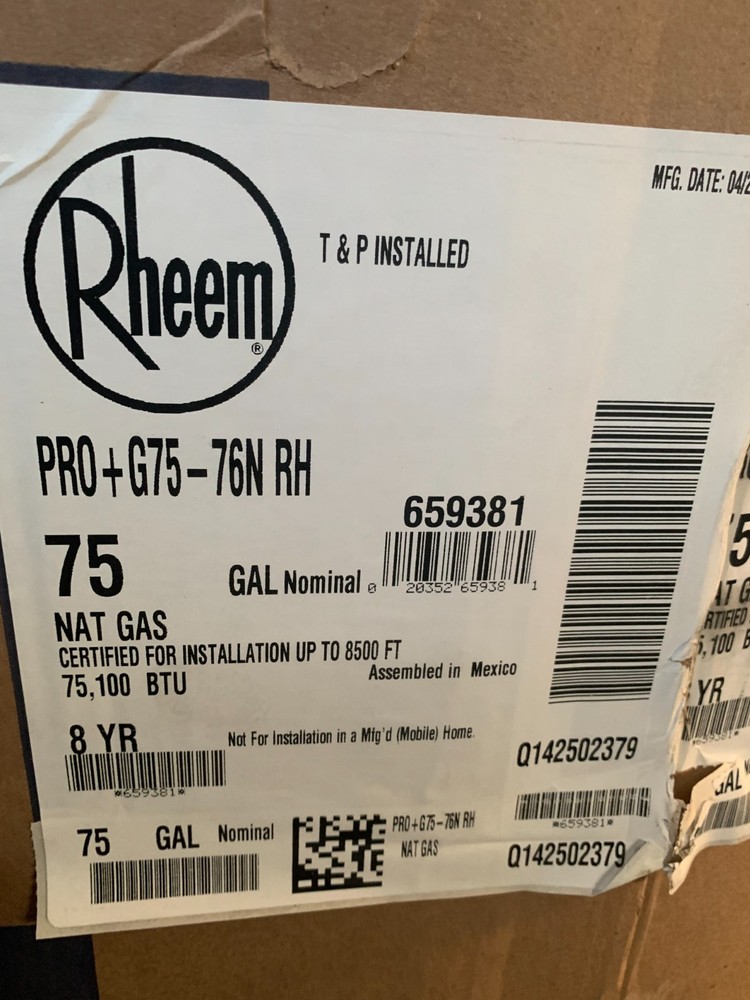 MFG. DATE: 04/2
Rheem
®
T & P INSTALLED
PRO+G75-76N RH
659381
75 GAL Nominal
0 20352 65938 1
NAT GAS
CERTIFIED FOR INSTALLATION UP TO 8500 FT
Assembled in Mexico
75,100 BTU
8 YR
Not For Installation in a Mfg'd (Mobile) Home.
Q142502379
*659381*
75 GAL Nominal
PRO+G75-76N RH
NAT GAS
*659381*
Q142502379
YR
GAL